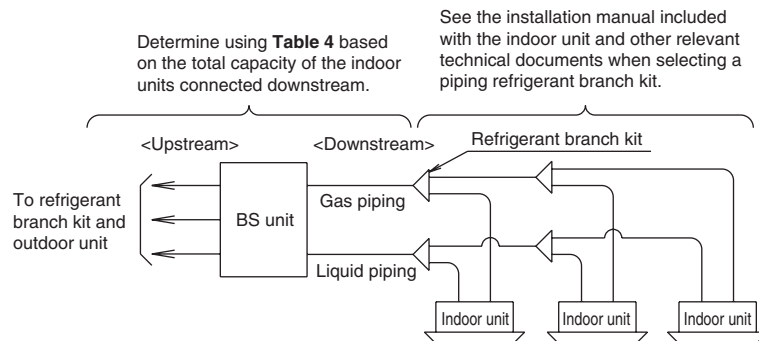 Determine using Table 4 based
on the total capacity of the indoor
units connected downstream.
See the installation manual included
with the indoor unit and other relevant
technical documents when selecting a
piping refrigerant branch kit.
<Upstream>
<Downstream>
Refrigerant branch kit
To refrigerant
branch kit and
outdoor unit
BS unit
Gas piping
Liquid piping
Indoor unit
Indoor unit
Indoor unit